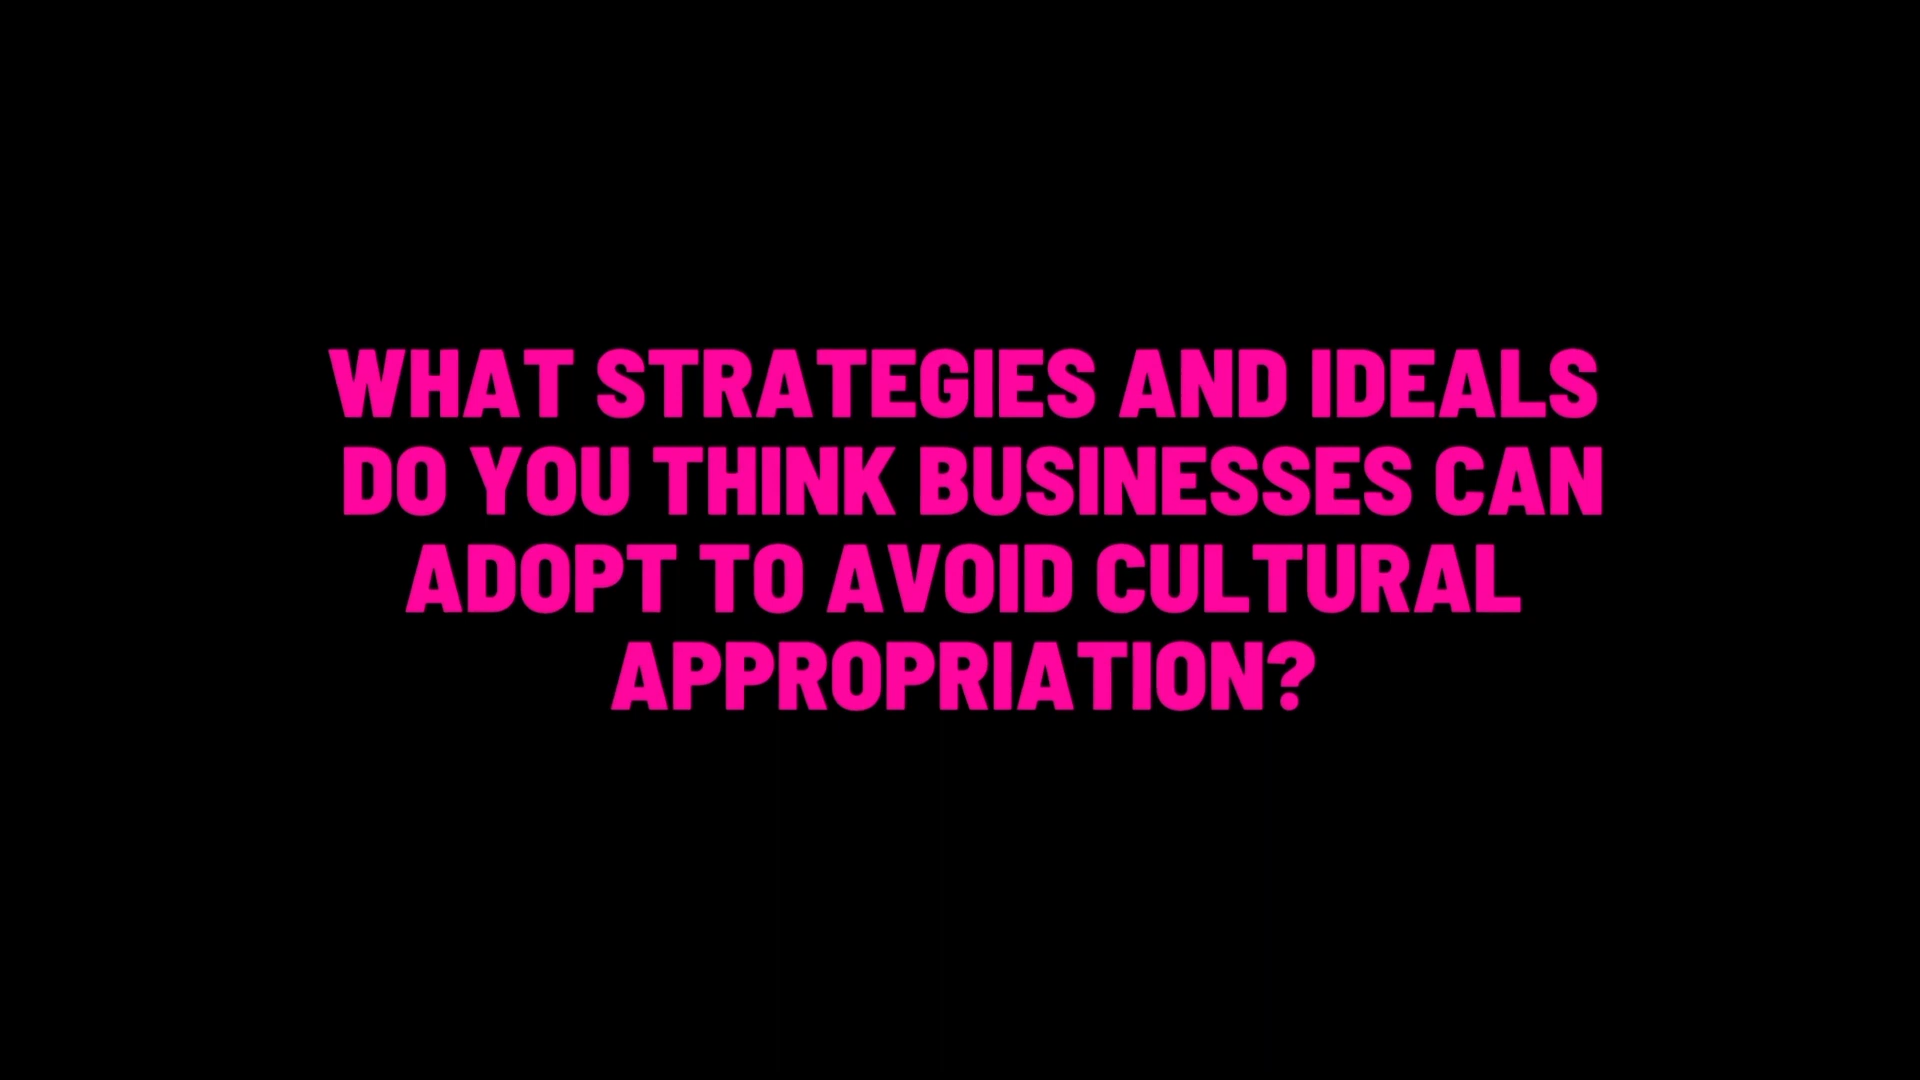 WHAT STRATEGIES AND IDEALS
DO YOU THINK BUSINESSES CAN
ADOPT TO AVOID CULTURAL
APPROPRIATION?